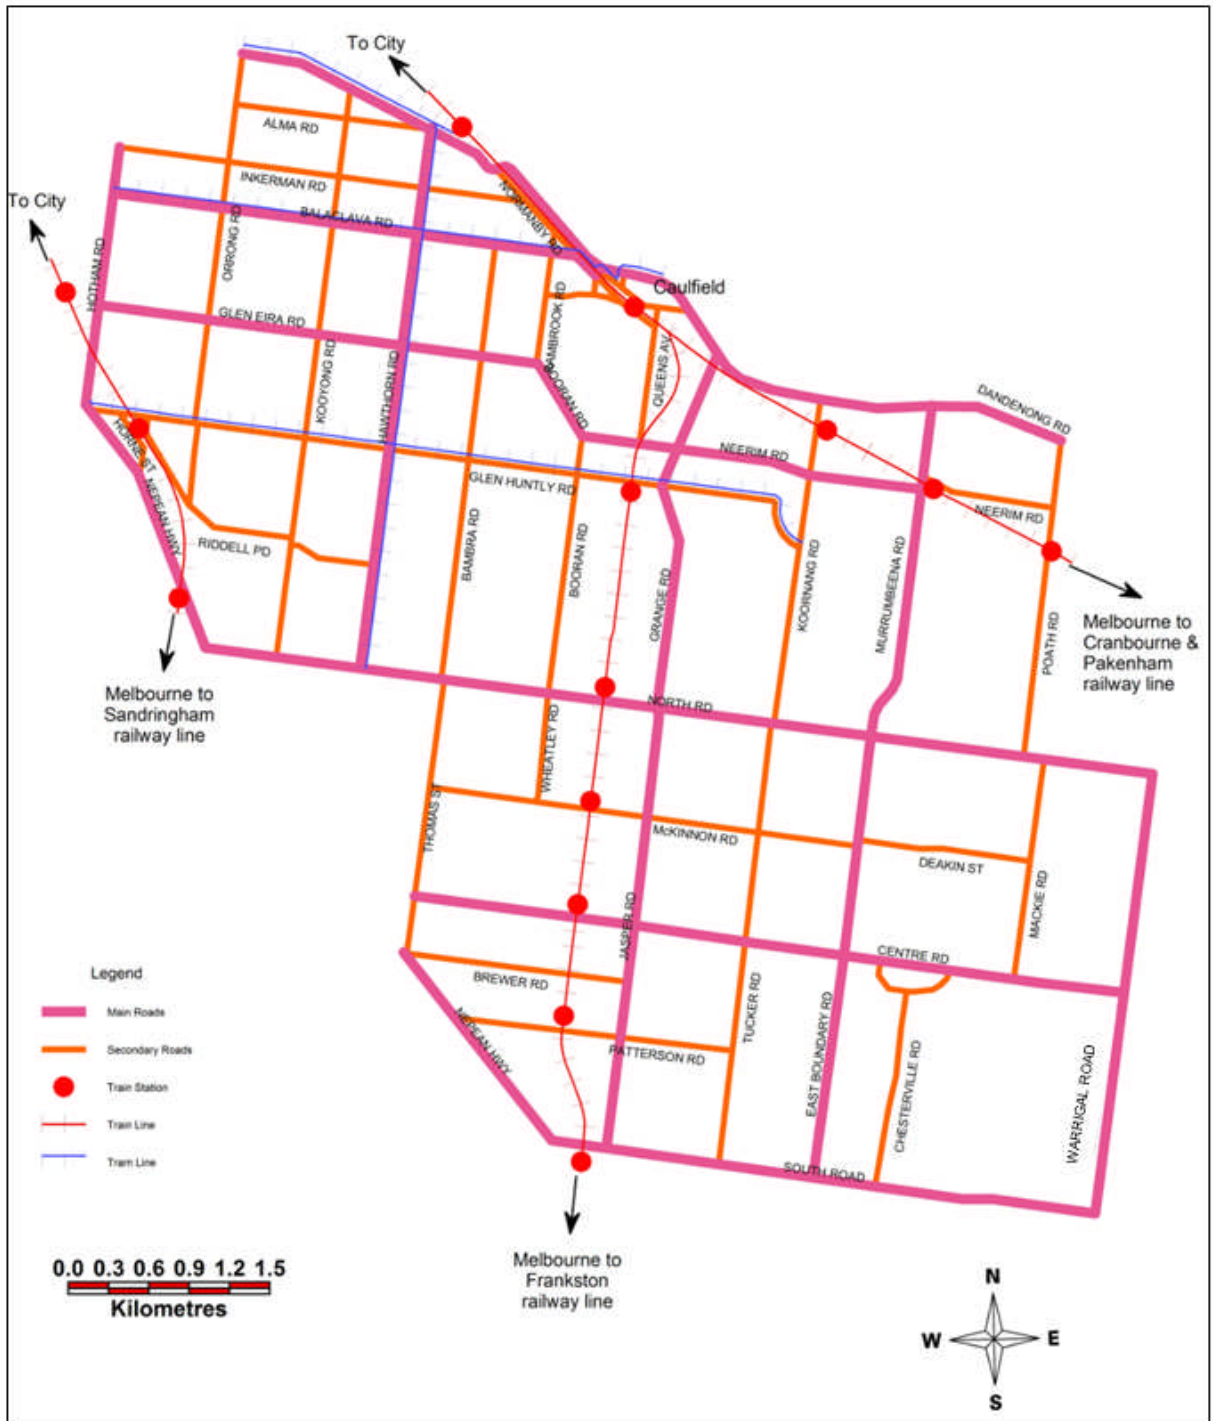 To City
ALMA RD
INKERMAN RD
NORMANBY RD
To City
BALACLAVA RD
ORRONG RD
HOTHAM RD
Caulfield
GLEN EIRA RD
KAMBROOK RD
BOORAN RD
QUEENS AV
KOOYONG RD
HAWTHORN RD
DANDENONG RD
NEERIM RD
HORNE ST
GLEN HUNTLY RD
NEPEAN HWY
NEERIM RD
RIDDELL PD
BAMBRA RD
BOORAN RD
GRANGE RD
KOORNANG RD
MURRUMBEENA RD
POATH RD
Melbourne to
Cranbourne &
Pakenham
railway line
Melbourne to
Sandringham
railway line
NORTH RD
WHEATLEY RD
THOMAS ST
McKINNON RD
DEAKIN ST
MACKIE RD
JASPER RD
CENTRE RD
BREWER RD
TUCKER RD
NEPEAN HWY
PATTERSON RD
EAST BOUNDARY RD
CHESTERVILLE RD
WARRIGAL ROAD
SOUTH ROAD
Legend
Main Roads
Secondary Roads
Train Station
Train Line
Tram Line
Melbourne to
Frankston
railway line
0.0 0.3 0.6 0.9 1.2 1.5
Kilometres
N
W E
S